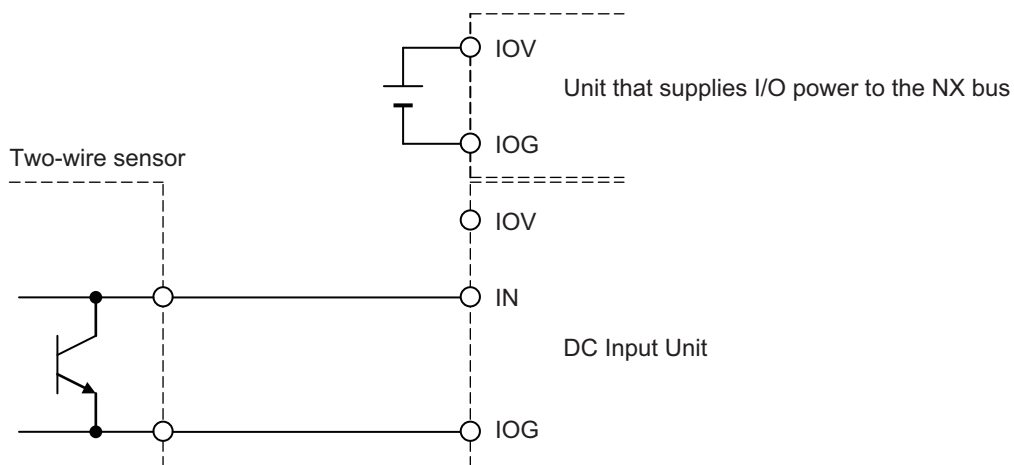 IOV
Unit that supplies I/O power to the NX bus
IOG
Two-wire sensor
IOV
IN
DC Input Unit
IOG